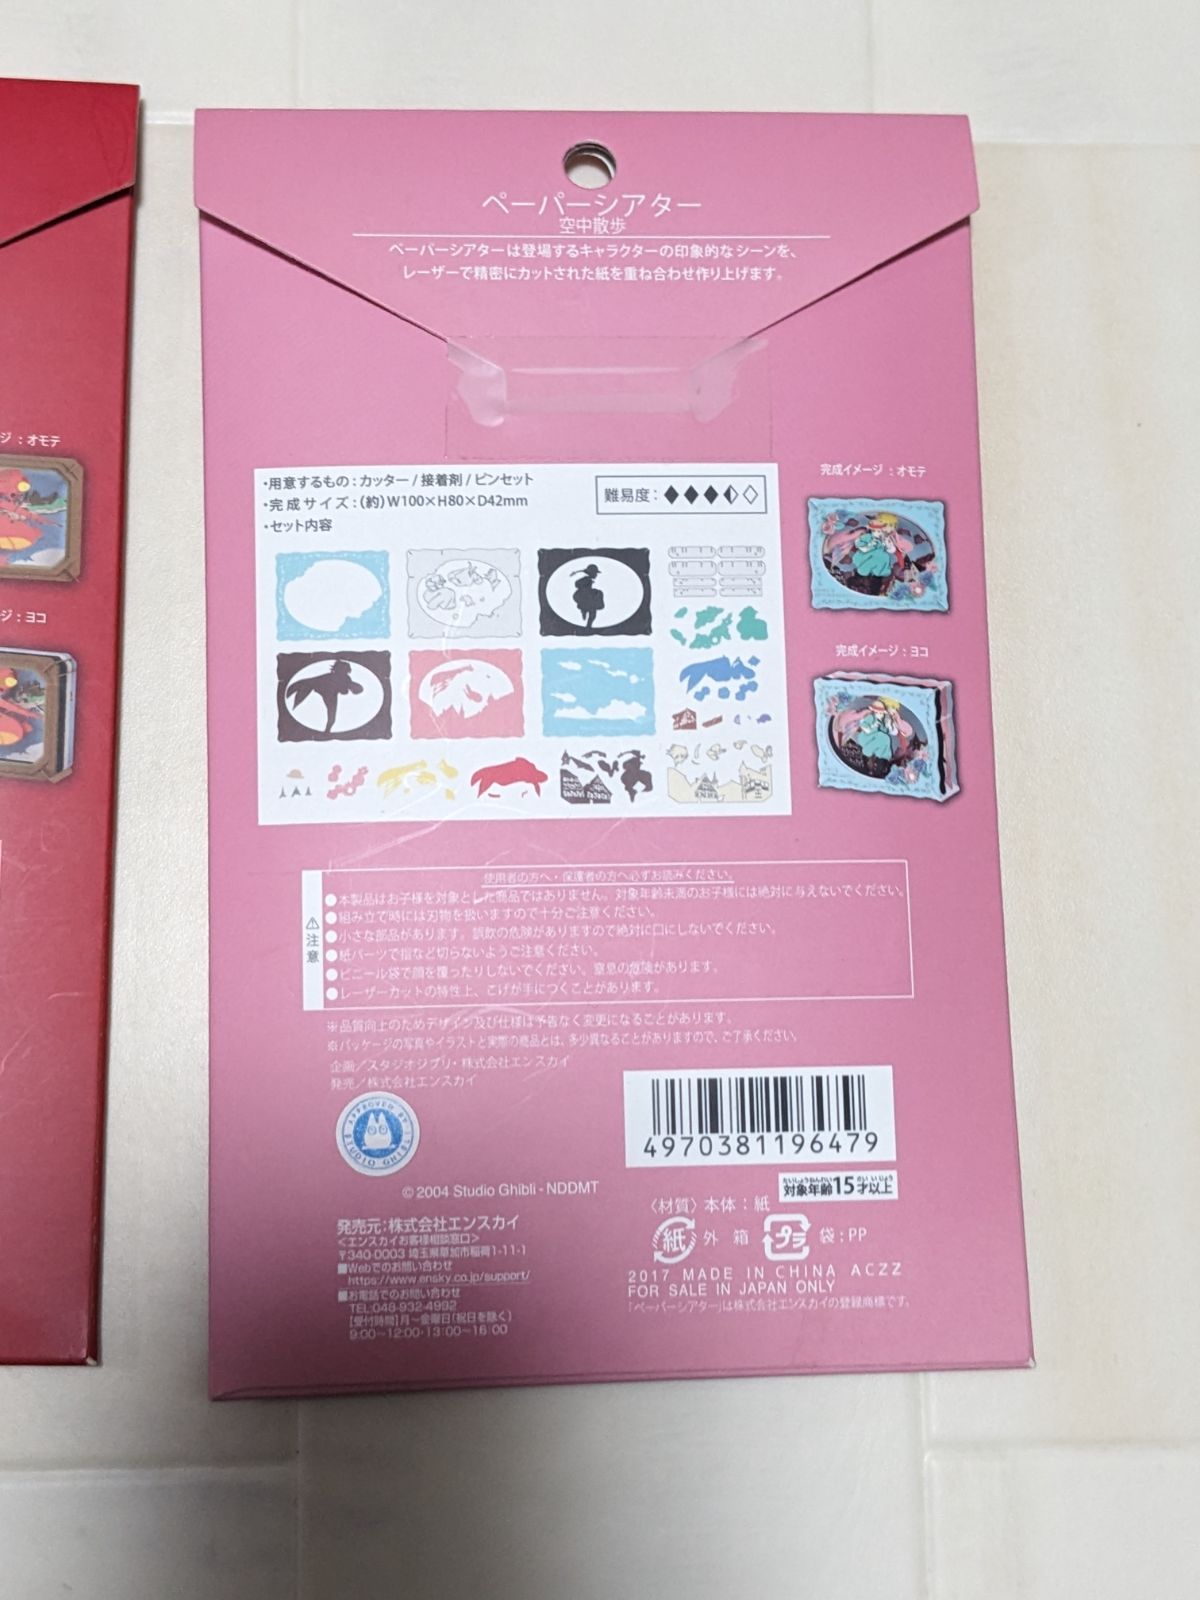 ジ：オモテ
ジ：ヨコ
ペーパーシアター
空中散歩
ペーパーシアターは登場するキャラクターの印象的なシーンを、
レーザーで精密にカットされた紙を重ね合わせ作り上げます。
・用意するもの：カッター / 接着剤 / ピンセット
・完成サイズ：(約)W100×H80×D42mm
・セット内容
難易度：
完成イメージ：オモテ
完成イメージ：ヨコ
使用者の方へ・保護者の方へ必ずお読みください。
⚠注意
●本製品はお子様を対象とした商品ではありません。対象年齢未満のお子様には絶対に与えないでください。
●組み立て時には刃物を扱いますので十分ご注意ください。
●小さな部品があります。誤飲の危険がありますので絶対に口にしないでください。
●紙パーツで指など切らないようご注意ください。
●ビニール袋で顔を覆ったりしないでください。窒息の危険があります。
●レーザーカットの特性上、こげが手につくことがあります。
※品質向上のためデザイン及び仕様は予告なく変更になることがあります。
※パッケージの写真やイラストと実際の商品とは、多少異なることがありますので、ご了承ください。
企画／スタジオジブリ・株式会社エンスカイ
発売／株式会社エンスカイ
APPROVED BY STUDIO GHIBLI
4970381196479
© 2004 Studio Ghibli - NDDMT
対象年齢15才以上
たいしょうねんれい さい いじょう
発売元：株式会社エンスカイ
<エンスカイお客様相談窓口>
〒340-0003 埼玉県草加市稲荷1-11-1
■Webでのお問い合わせ
https://www.ensky.co.jp/support/
■お電話でのお問い合わせ
TEL:048-932-4992
[受付時間]月～金曜日(祝日を除く)
9:00～12:00・13:00～16:00
〈材質〉本体：紙
紙 外箱 プラ 袋：PP
2017 MADE IN CHINA ACZZ
FOR SALE IN JAPAN ONLY
「ペーパーシアター」は株式会社エンスカイの登録商標です。